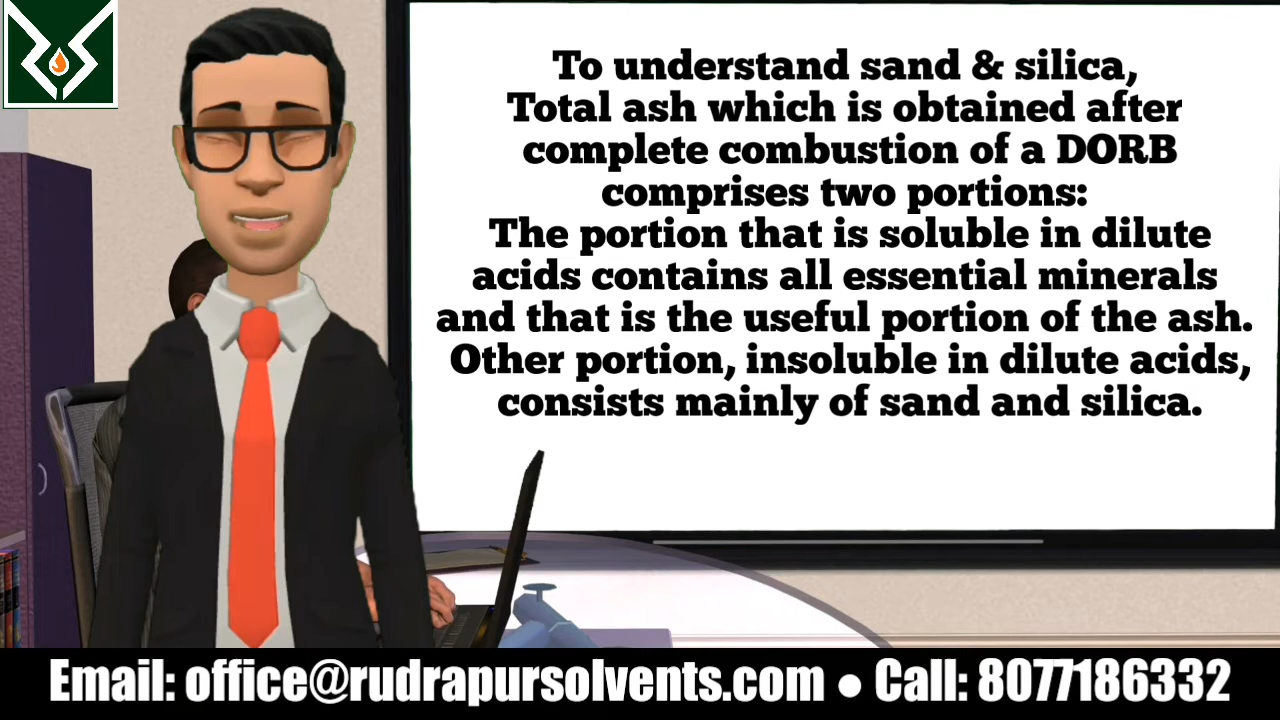 To understand sand & silica,
Total ash which is obtained after
complete combustion of a DORB
comprises two portions:
The portion that is soluble in dilute
acids contains all essential minerals
and that is the useful portion of the ash.
Other portion, insoluble in dilute acids,
consists mainly of sand and silica.
Email: office@rudrapursolvents.com ● Call: 8077186332